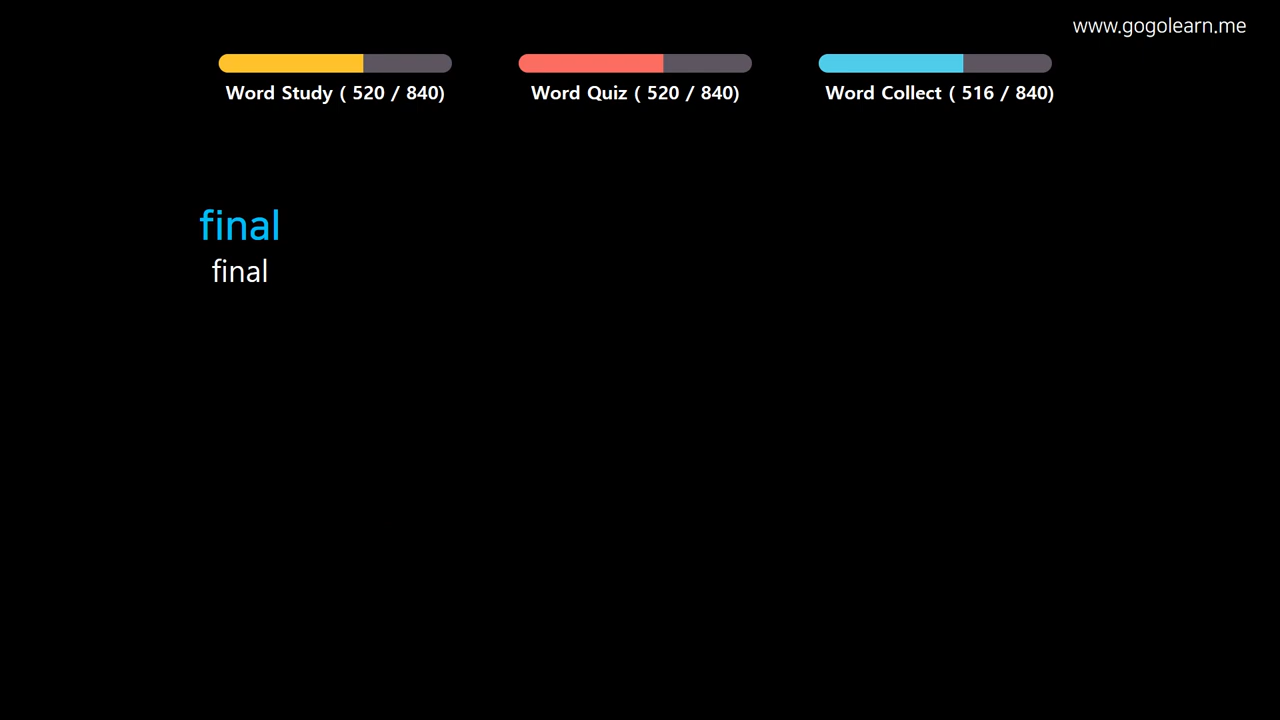 www.gogolearn.me
Word Study ( 520 / 840)
Word Quiz ( 520 / 840)
Word Collect ( 516 / 840)
final
final